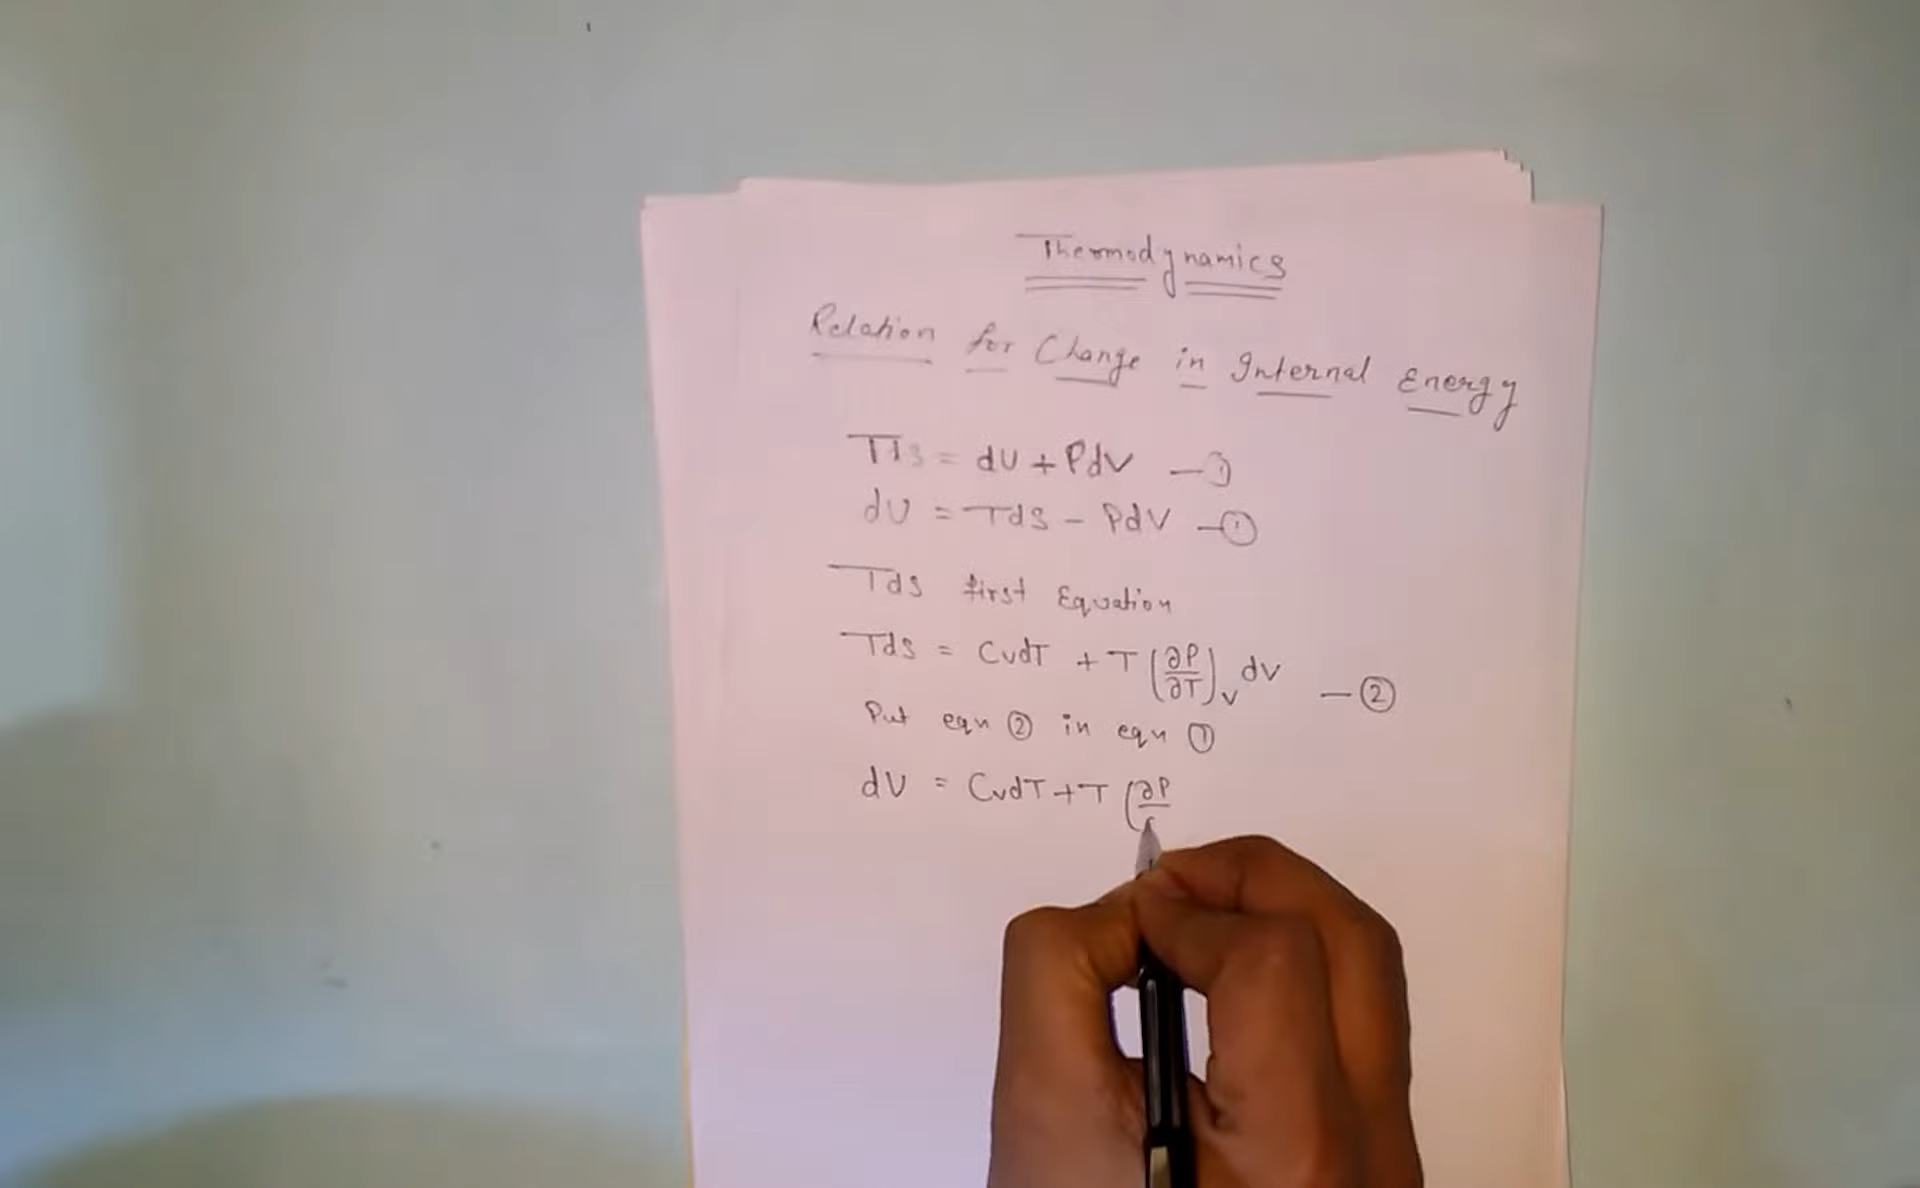 Thermodynamics
Relation for Change in Internal Energy
Tds = dU + PdV — ①
dU = Tds - PdV — ①
Tds first Equation
Tds = CvdT + T (∂P/∂T)v dV — ②
Put eqn ② in eqn ①
dU = CvdT + T (∂P